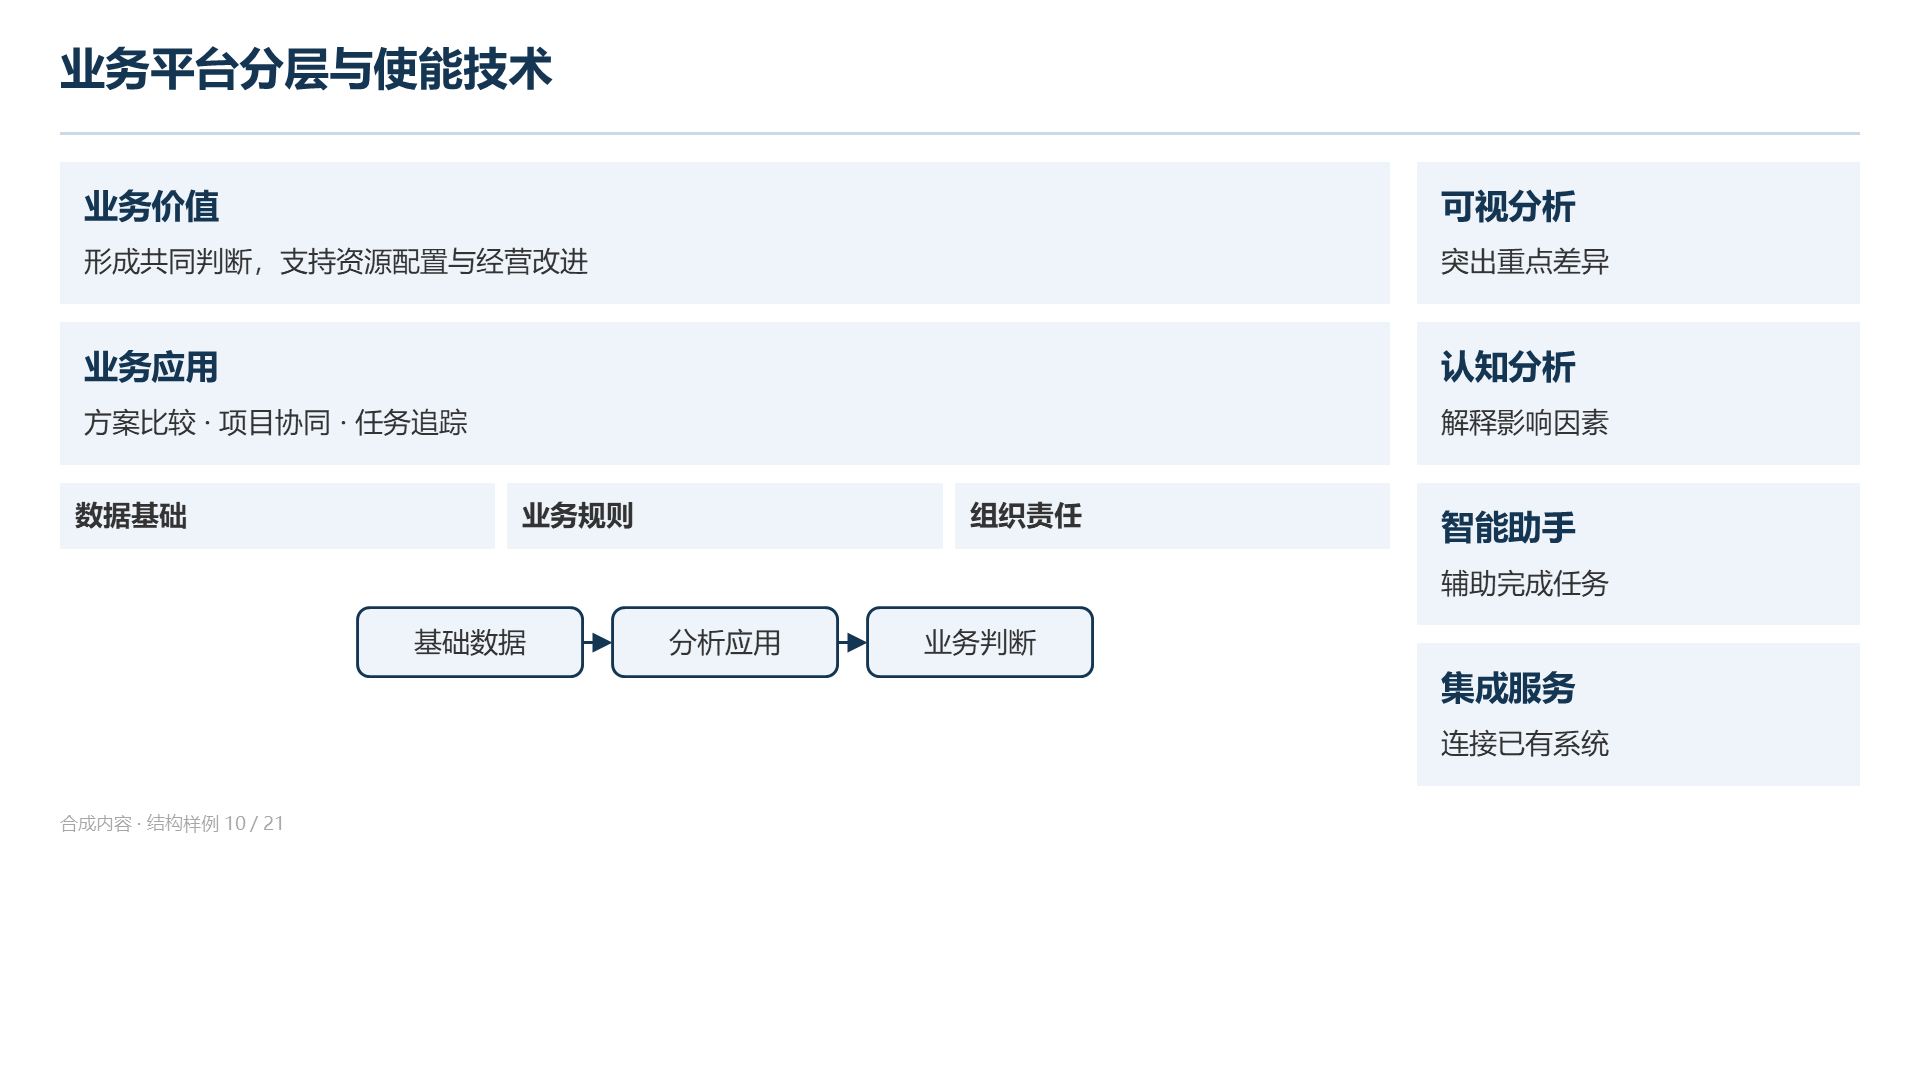 业务平台分层与使能技术
业务价值
形成共同判断，支持资源配置与经营改进
业务应用
方案比较 · 项目协同 · 任务追踪
数据基础
业务规则
组织责任
基础数据
分析应用
业务判断
可视分析
突出重点差异
认知分析
解释影响因素
智能助手
辅助完成任务
集成服务
连接已有系统
合成内容 · 结构样例 10 / 21